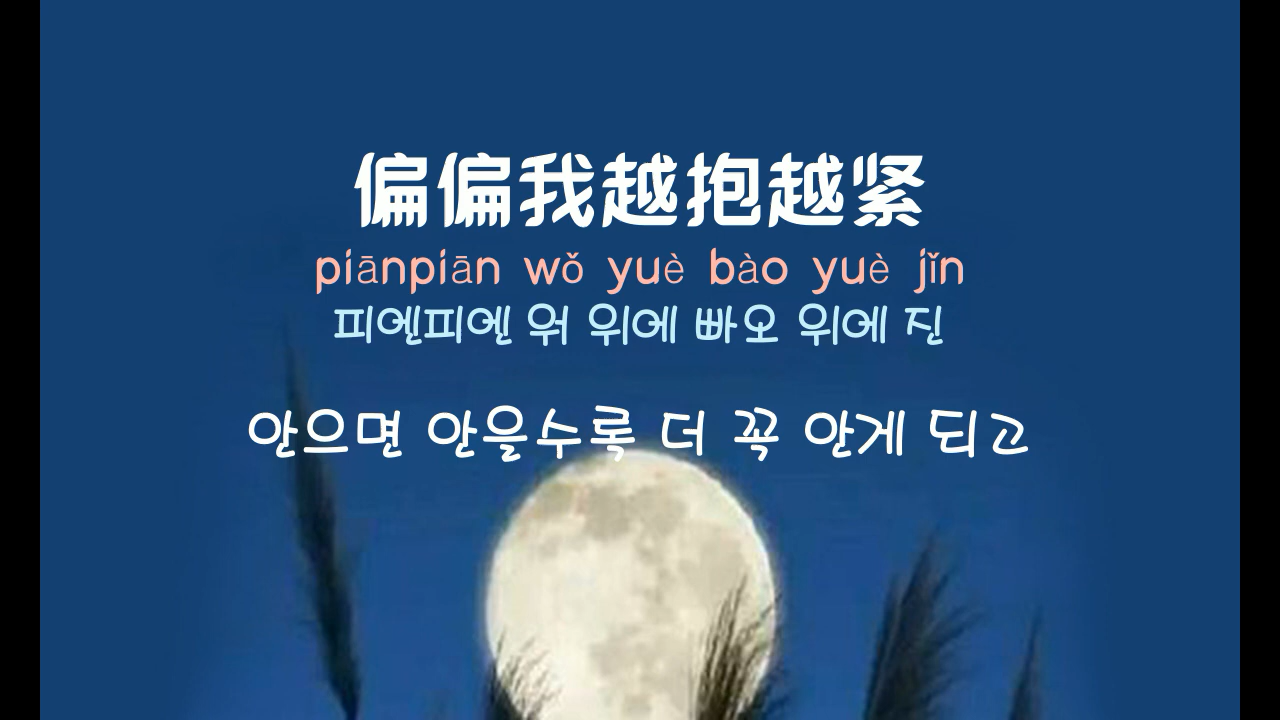 偏偏我越抱越紧
piānpiān wǒ yuè bào yuè jǐn
피엔피엔 워 위에 빠오 위에 진
안으면 안을수록 더 꼭 안게 되고